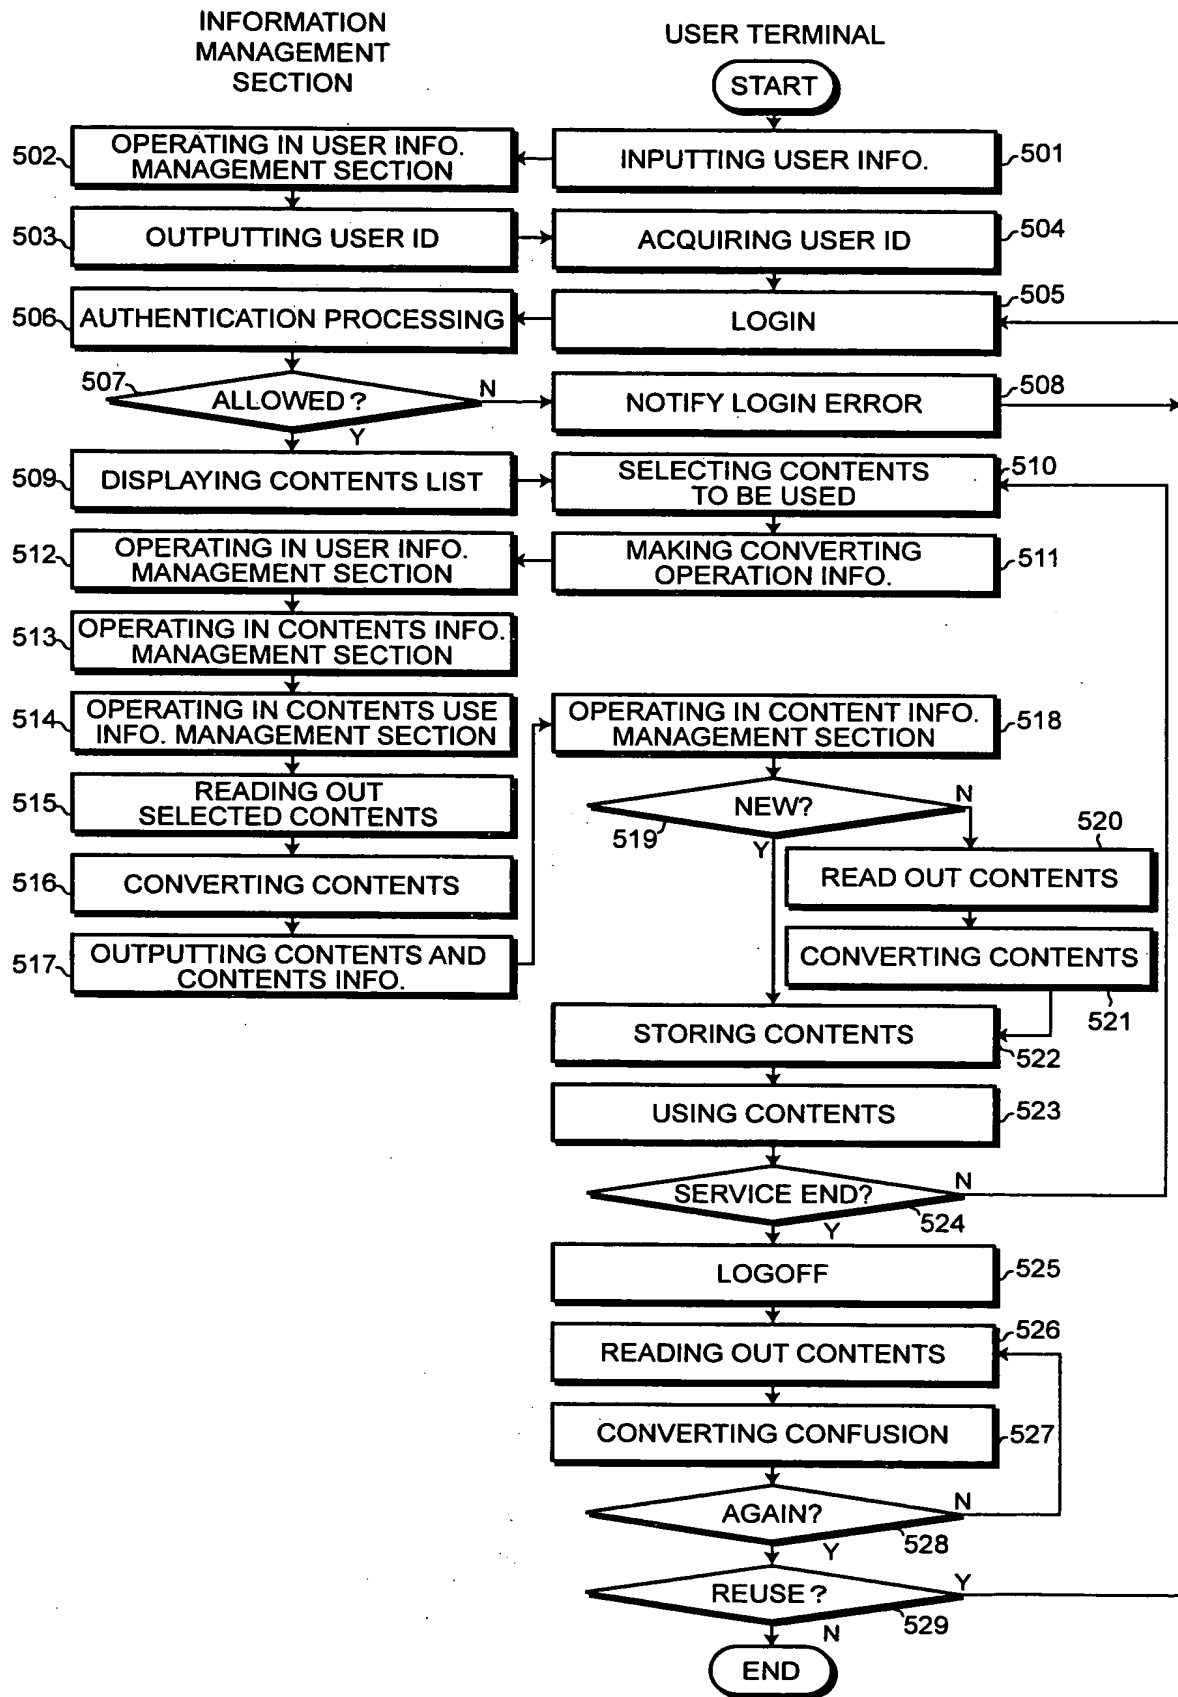 INFORMATION
MANAGEMENT
SECTION
USER TERMINAL
START
502
OPERATING IN USER INFO.
MANAGEMENT SECTION
INPUTTING USER INFO.
501
503
OUTPUTTING USER ID
ACQUIRING USER ID
504
506
AUTHENTICATION PROCESSING
LOGIN
505
507
ALLOWED?
N
Y
NOTIFY LOGIN ERROR
508
509
DISPLAYING CONTENTS LIST
SELECTING CONTENTS
TO BE USED
510
512
OPERATING IN USER INFO.
MANAGEMENT SECTION
MAKING CONVERTING
OPERATION INFO.
511
513
OPERATING IN CONTENTS INFO.
MANAGEMENT SECTION
514
OPERATING IN CONTENTS USE
INFO. MANAGEMENT SECTION
OPERATING IN CONTENT INFO.
MANAGEMENT SECTION
518
515
READING OUT
SELECTED CONTENTS
NEW?
N
519
Y
520
516
CONVERTING CONTENTS
READ OUT CONTENTS
517
OUTPUTTING CONTENTS AND
CONTENTS INFO.
CONVERTING CONTENTS
521
STORING CONTENTS
522
USING CONTENTS
523
SERVICE END?
N
524
Y
LOGOFF
525
READING OUT CONTENTS
526
CONVERTING CONFUSION
527
AGAIN?
N
528
Y
REUSE?
Y
529
N
END